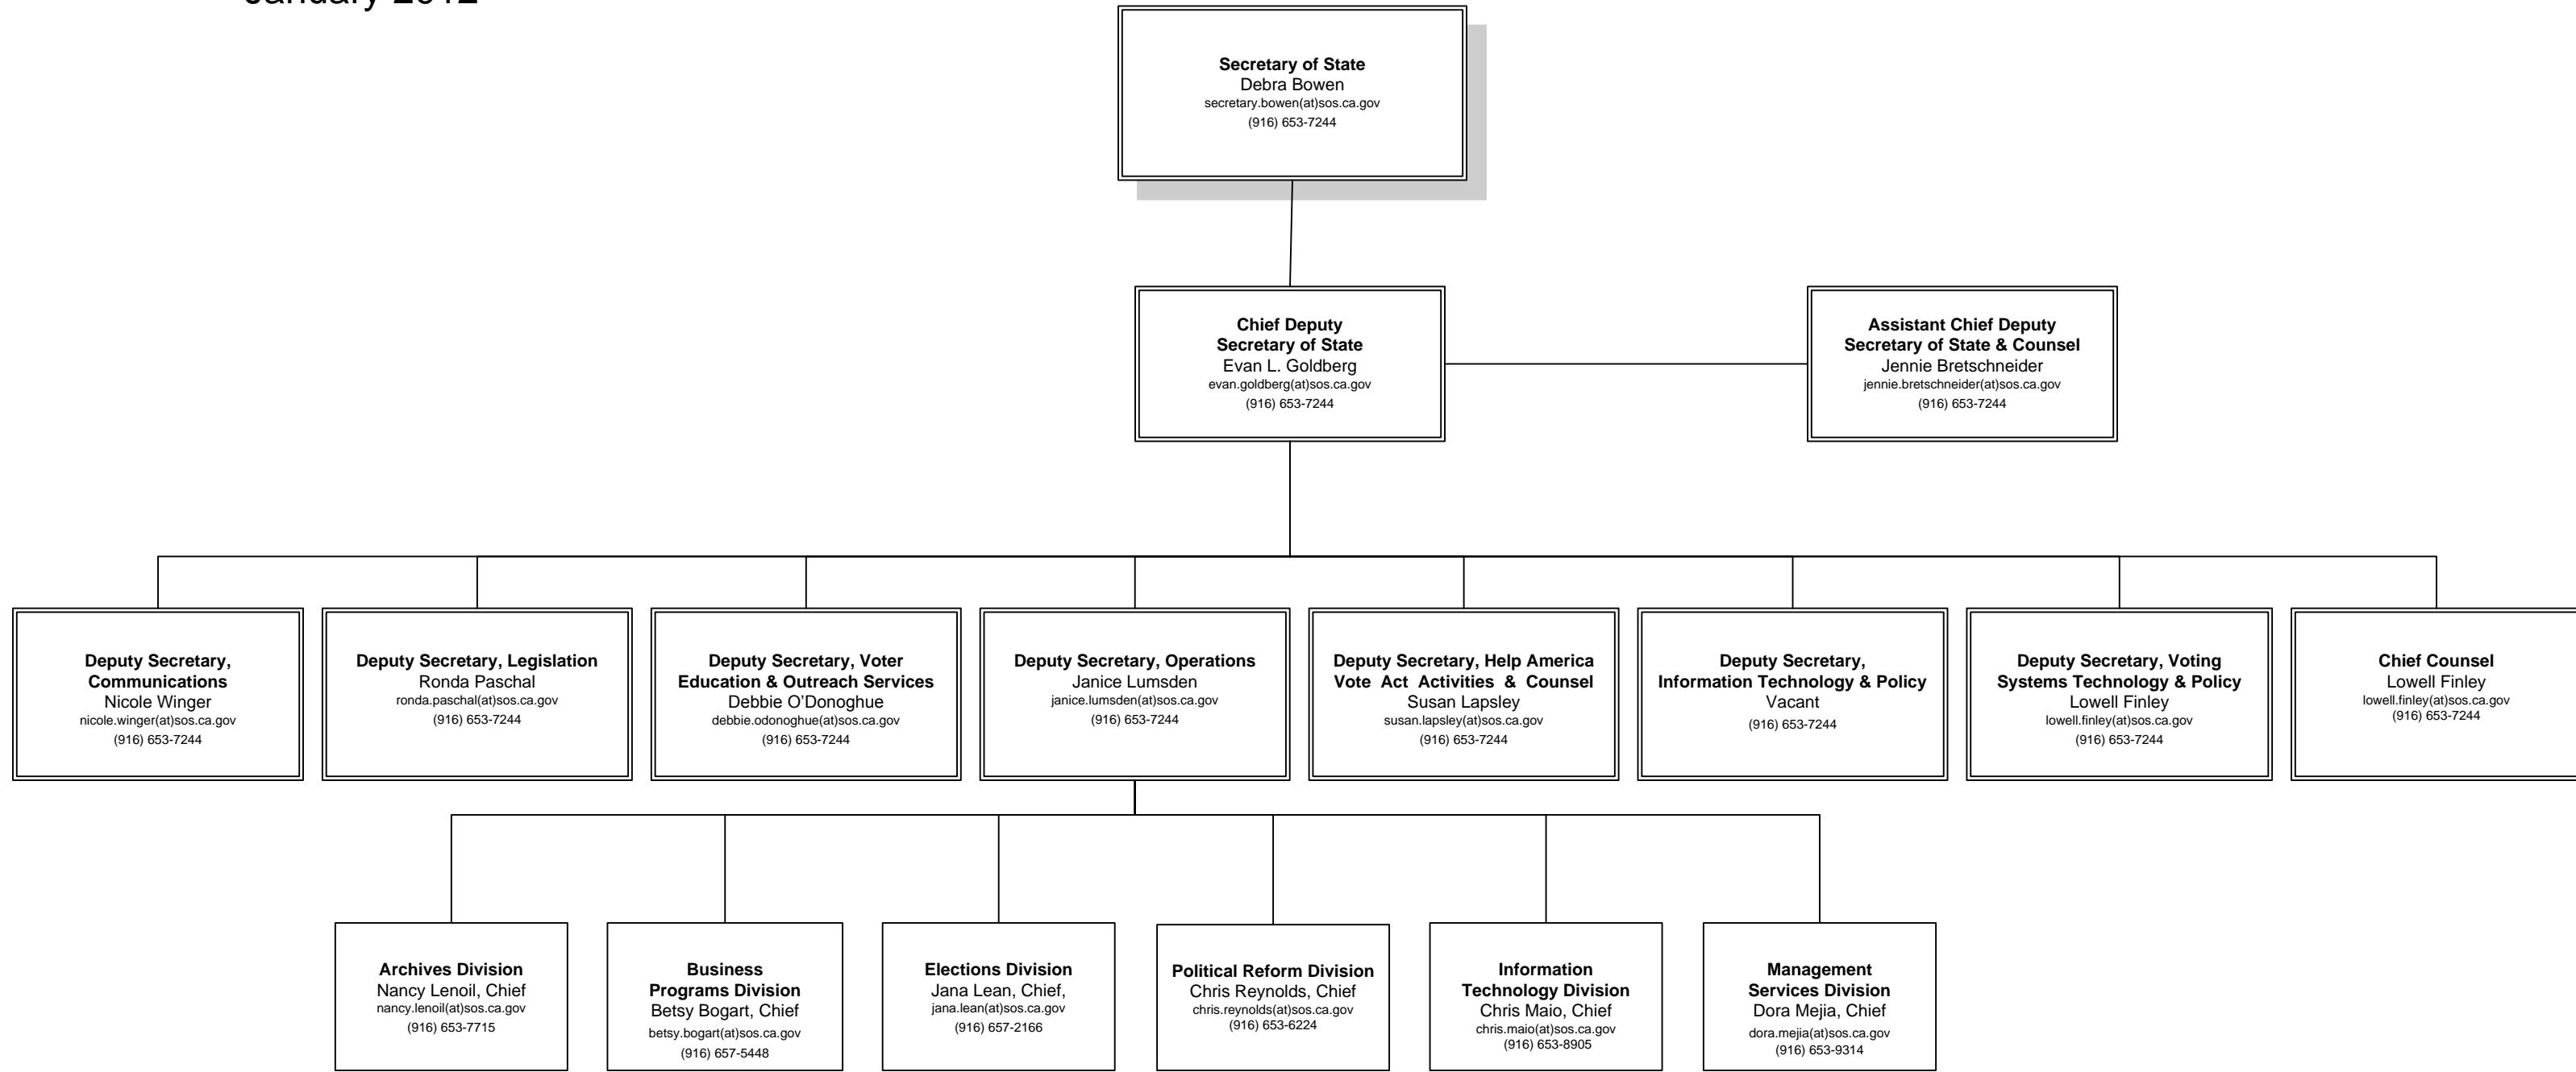 January 2012
Secretary of State
Debra Bowen
secretary.bowen(at)sos.ca.gov
(916) 653-7244
Chief Deputy
Secretary of State
Evan L. Goldberg
evan.goldberg(at)sos.ca.gov
(916) 653-7244
Assistant Chief Deputy
Secretary of State & Counsel
Jennie Bretschneider
jennie.bretschneider(at)sos.ca.gov
(916) 653-7244
Deputy Secretary,
Communications
Nicole Winger
nicole.winger(at)sos.ca.gov
(916) 653-7244
Deputy Secretary, Legislation
Ronda Paschal
ronda.paschal(at)sos.ca.gov
(916) 653-7244
Deputy Secretary, Voter
Education & Outreach Services
Debbie O’Donoghue
debbie.odonoghue(at)sos.ca.gov
(916) 653-7244
Deputy Secretary, Operations
Janice Lumsden
janice.lumsden(at)sos.ca.gov
(916) 653-7244
Deputy Secretary, Help America
Vote Act Activities & Counsel
Susan Lapsley
susan.lapsley(at)sos.ca.gov
(916) 653-7244
Deputy Secretary,
Information Technology & Policy
Vacant
(916) 653-7244
Deputy Secretary, Voting
Systems Technology & Policy
Lowell Finley
lowell.finley(at)sos.ca.gov
(916) 653-7244
Chief Counsel
Lowell Finley
lowell.finley(at)sos.ca.gov
(916) 653-7244
Archives Division
Nancy Lenoil, Chief
nancy.lenoil(at)sos.ca.gov
(916) 653-7715
Business
Programs Division
Betsy Bogart, Chief
betsy.bogart(at)sos.ca.gov
(916) 657-5448
Elections Division
Jana Lean, Chief,
jana.lean(at)sos.ca.gov
(916) 657-2166
Political Reform Division
Chris Reynolds, Chief
chris.reynolds(at)sos.ca.gov
(916) 653-6224
Information
Technology Division
Chris Maio, Chief
chris.maio(at)sos.ca.gov
(916) 653-8905
Management
Services Division
Dora Mejia, Chief
dora.mejia(at)sos.ca.gov
(916) 653-9314